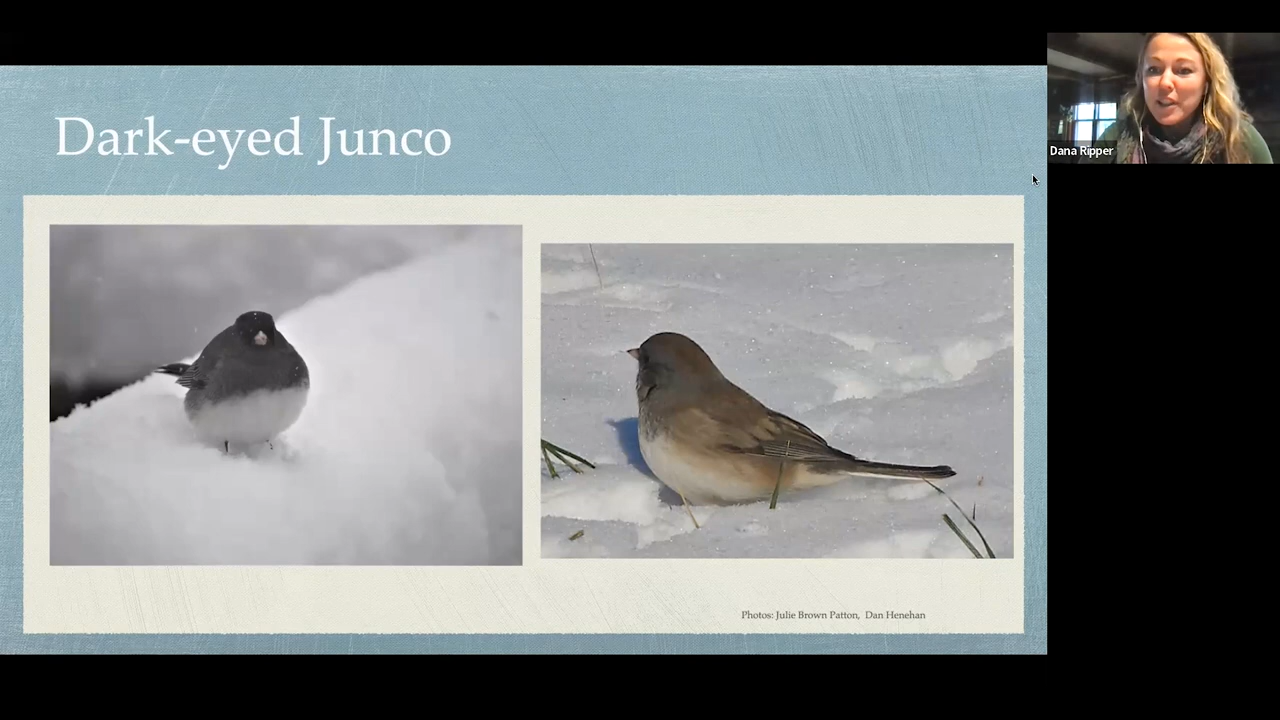 Dark-eyed Junco
Dana Ripper
Photos: Julie Brown Patton, Dan Henehan